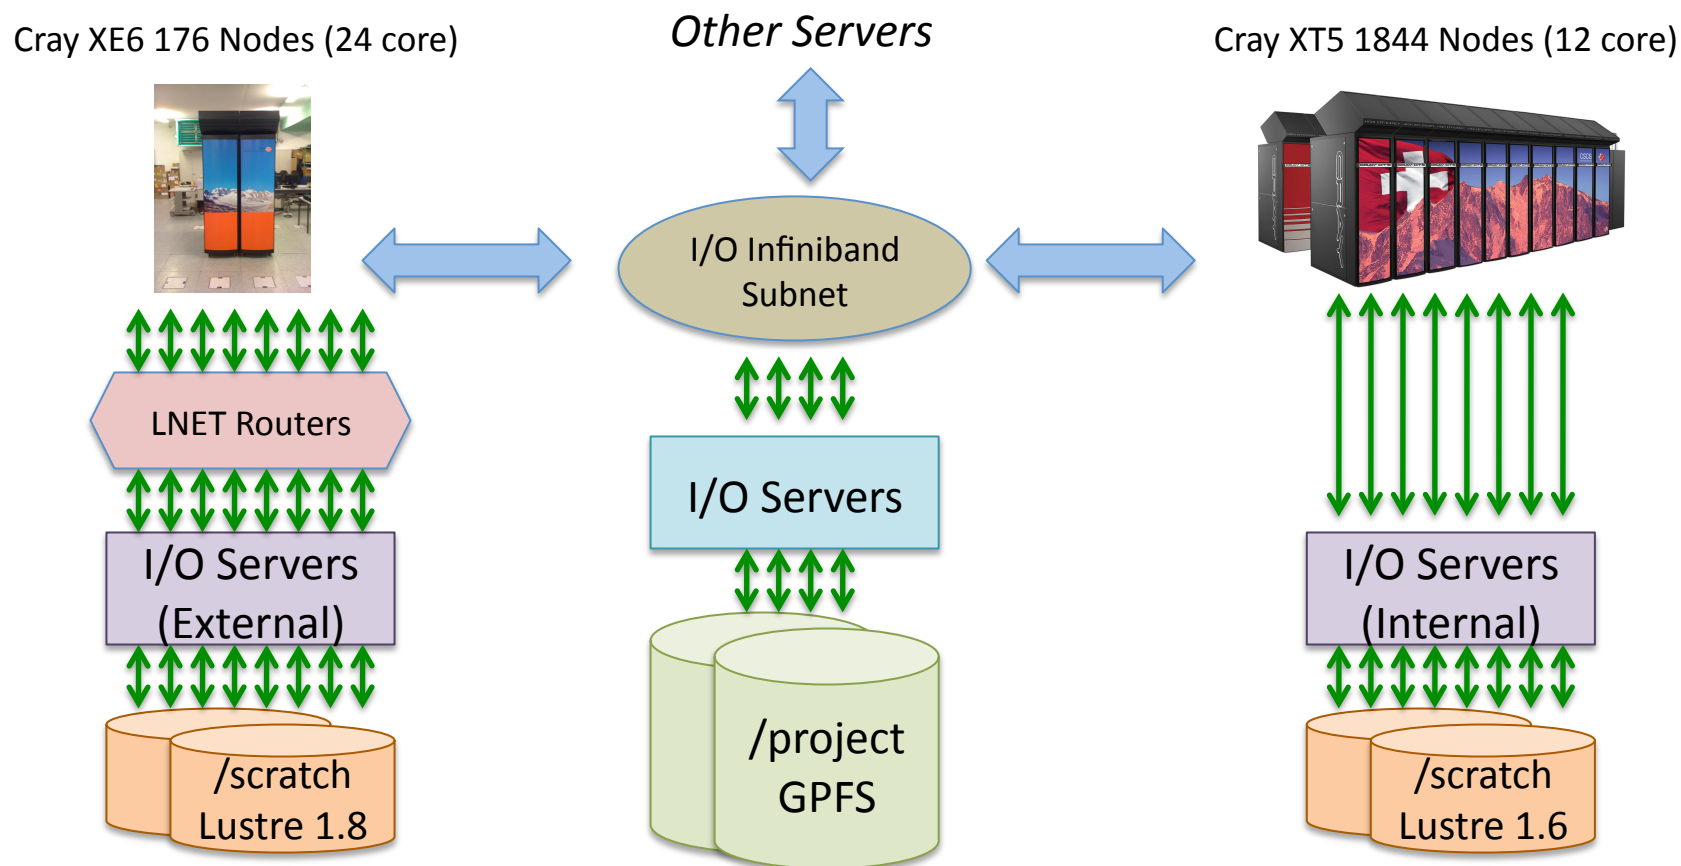 Cray XE6 176 Nodes (24 core)
Other Servers
Cray XT5 1844 Nodes (12 core)
I/O Infiniband
Subnet
LNET Routers
I/O Servers
I/O Servers
(External)
I/O Servers
(Internal)
/project
GPFS
/scratch
Lustre 1.8
/scratch
Lustre 1.6
CSCS